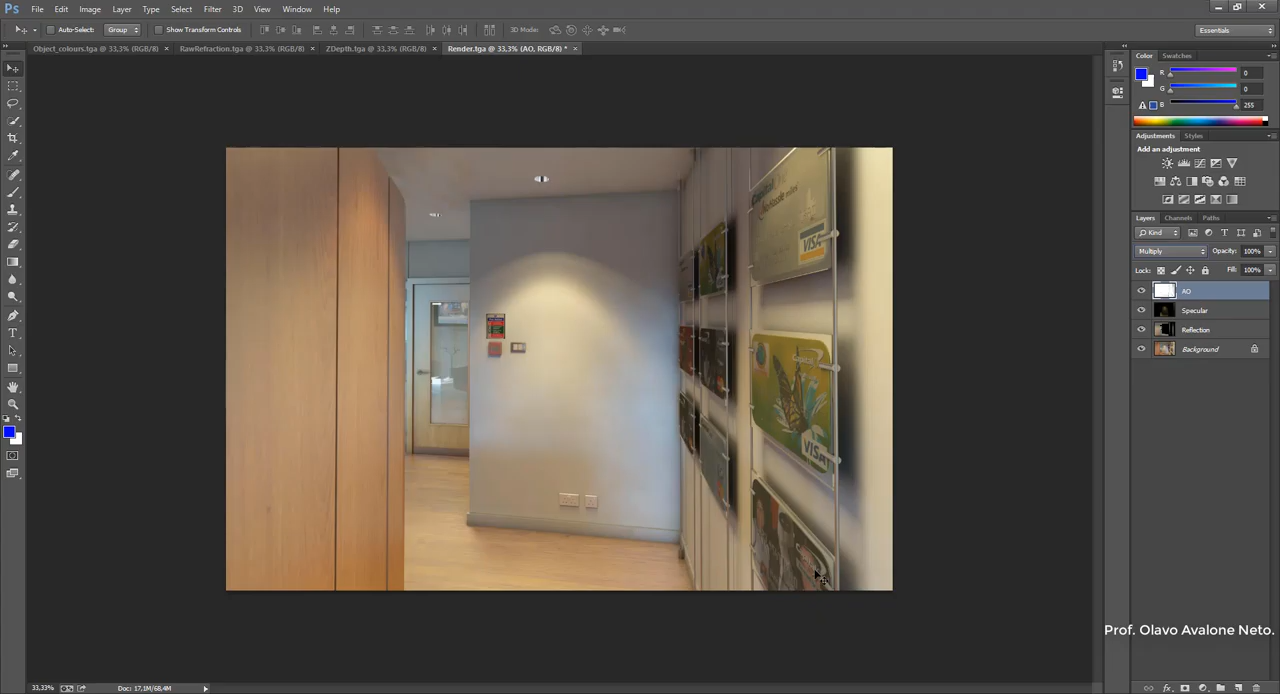 Ps File Edit Image Layer Type Select Filter 3D View Window Help
Auto-Select: Group Show Transform Controls 3D Mode: Essentials
Object_colours.tga @ 33,3% (RGB/8) × RawRefraction.tga @ 33,3% (RGB/8) × ZDepth.tga @ 33,3% (RGB/8) × Render.tga @ 33,3% (AO, RGB/8) * ×
Color Swatches
R 0
G 0
B 255
Adjustments Styles
Add an adjustment
Layers Channels Paths
Kind
Multiply Opacity: 100%
Lock: Fill: 100%
AO
Specular
Reflection
Background
Capital
VISA
Capital
VISA
Prof. Olavo Avalone Neto.
33,33% Doc: 17,1M/68,4M